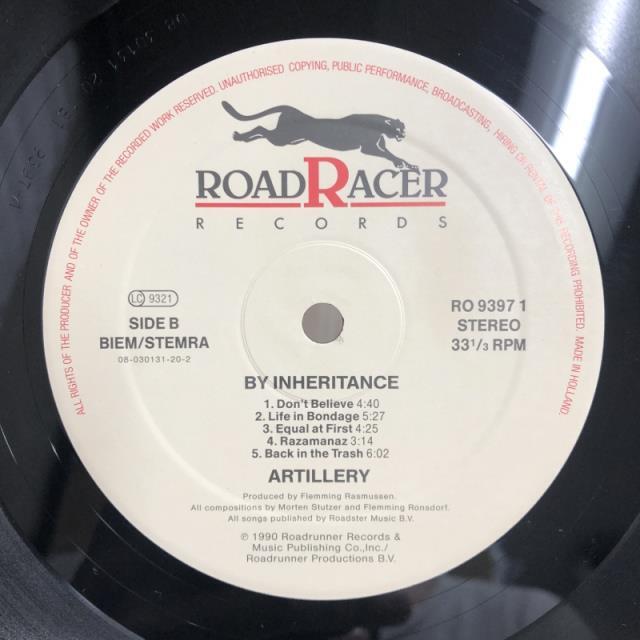 ALL RIGHTS OF THE PRODUCER AND OF THE OWNER OF THE RECORDED WORK RESERVED. UNAUTHORISED COPYING, PUBLIC PERFORMANCE, BROADCASTING, HIRING OR RENTAL OF THE RECORDING PROHIBITED. MADE IN HOLLAND.
ROADRACER
RECORDS
LC 9321
SIDE B
BIEM/STEMRA
08-030131-20-2
RO 9397 1
STEREO
33 1/3 RPM
BY INHERITANCE
1. Don't Believe 4:40
2. Life in Bondage 5:27
3. Equal at First 4:25
4. Razamanaz 3:14
5. Back in the Trash 6:02
ARTILLERY
Produced by Flemming Rasmussen.
All compositions by Morten Stutzer and Flemming Ronsdorf.
All songs published by Roadster Music B.V.
℗ 1990 Roadrunner Records &
Music Publishing Co.,Inc./
Roadrunner Productions B.V.